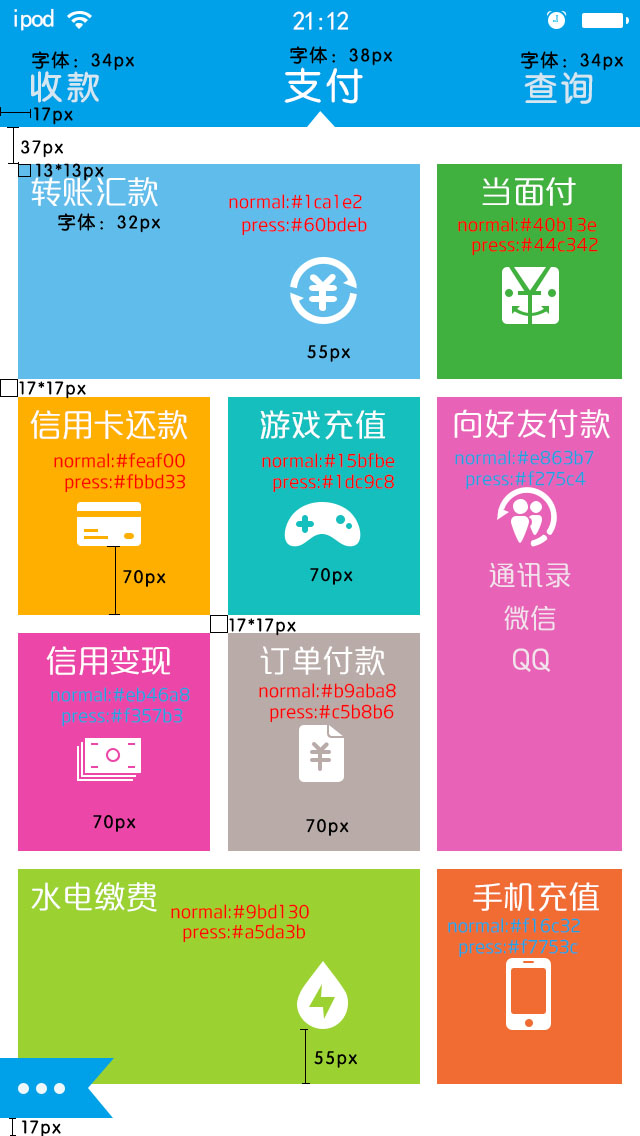 ipod
21:12
字体：34px
字体：38px
字体：34px
收款
支付
查询
17px
37px
13*13px
转账汇款
字体：32px
normal:#1ca1e2
press:#60bdeb
55px
当面付
normal:#40b13e
press:#44c342
17*17px
信用卡还款
normal:#feaf00
press:#fbbd33
70px
游戏充值
normal:#15bfbe
press:#1dc9c8
70px
向好友付款
normal:#e863b7
press:#f275c4
通讯录
微信
QQ
17*17px
信用变现
normal:#eb46a8
press:#f357b3
70px
订单付款
normal:#b9aba8
press:#c5b8b6
70px
水电缴费
normal:#9bd130
press:#a5da3b
55px
手机充值
normal:#f16c32
press:#f7753c
17px